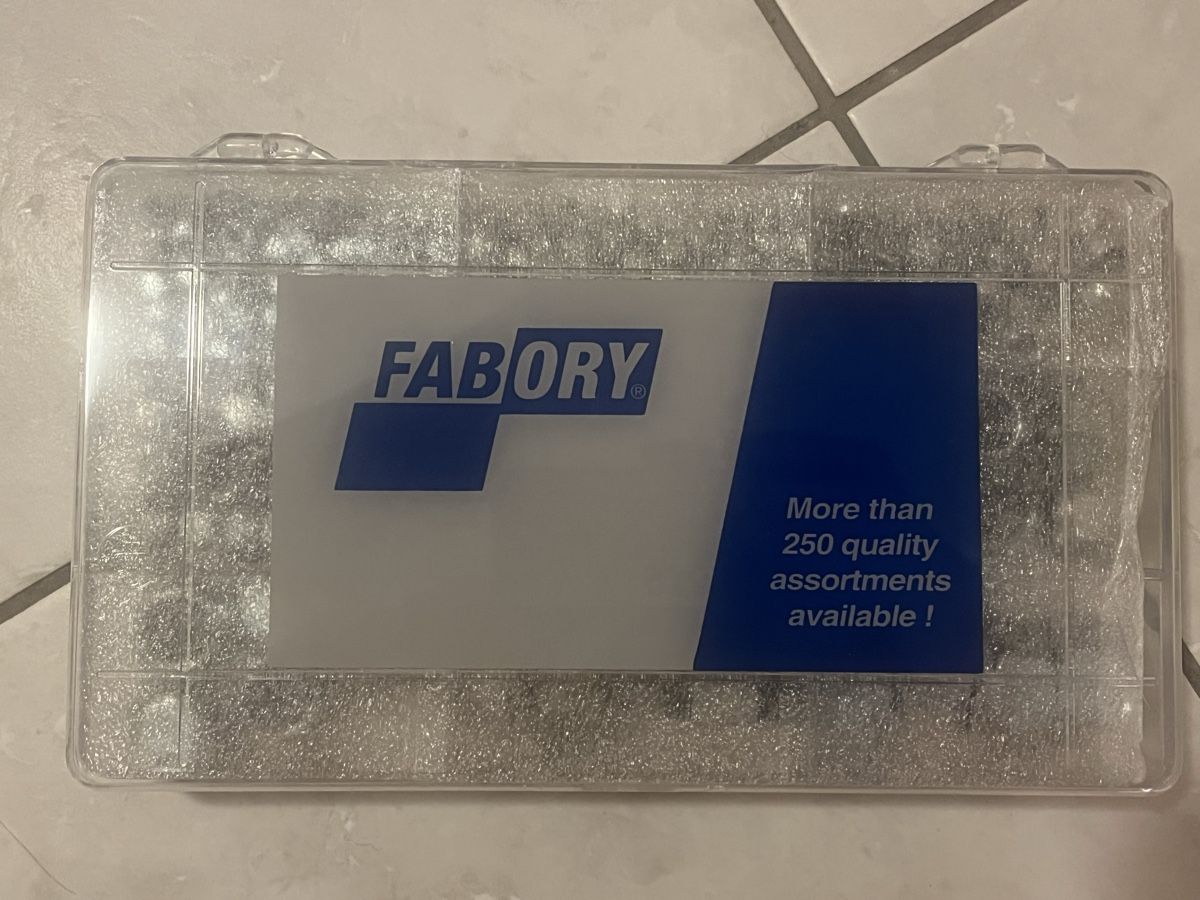 FABORY®
More than
250 quality
assortments
available !